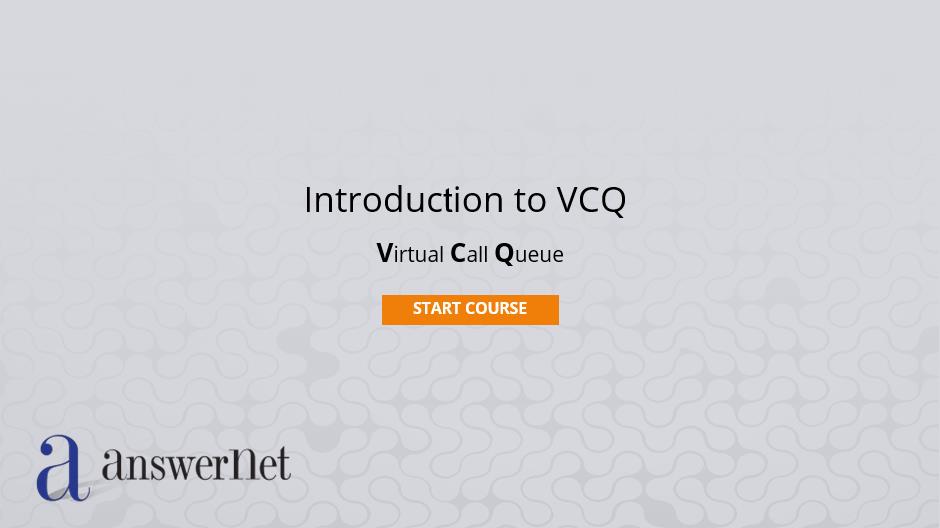 Introduction to VCQ
Virtual Call Queue
START COURSE
a answernet